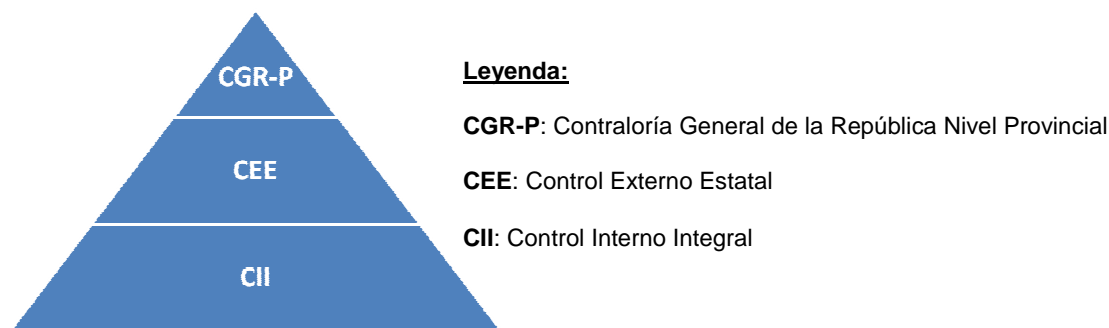 CGR-P
CEE
CII
Leyenda:
CGR-P: Contraloría General de la República Nivel Provincial
CEE: Control Externo Estatal
CII: Control Interno Integral